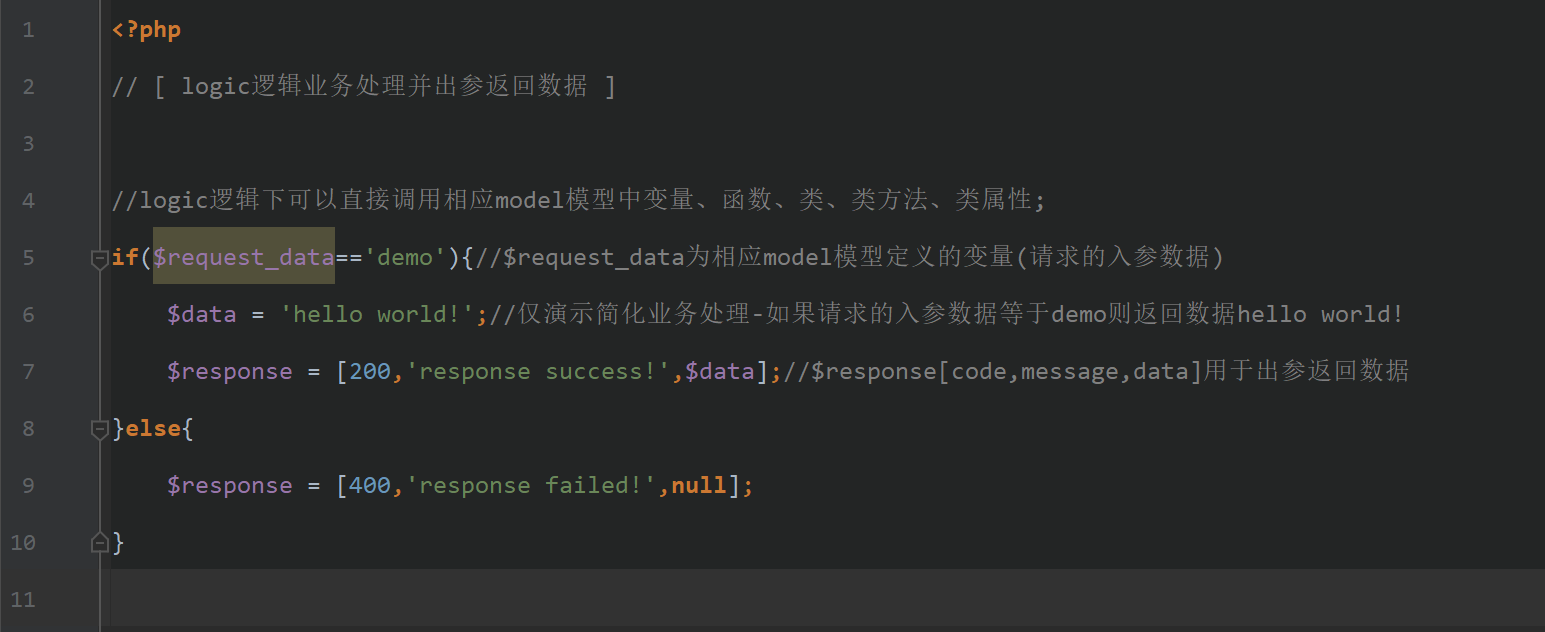 1 <?php
2 // [ logic逻辑业务处理并出参返回数据 ]
3
4 //logic逻辑下可以直接调用相应model模型中变量、函数、类、类方法、类属性;
5 if($request_data=='demo'){//$request_data为相应model模型定义的变量(请求的入参数据)
6 $data = 'hello world!';//仅演示简化业务处理-如果请求的入参数据等于demo则返回数据hello world!
7 $response = [200,'response success!',$data];//$response[code,message,data]用于出参返回数据
8 }else{
9 $response = [400,'response failed!',null];
10 }
11